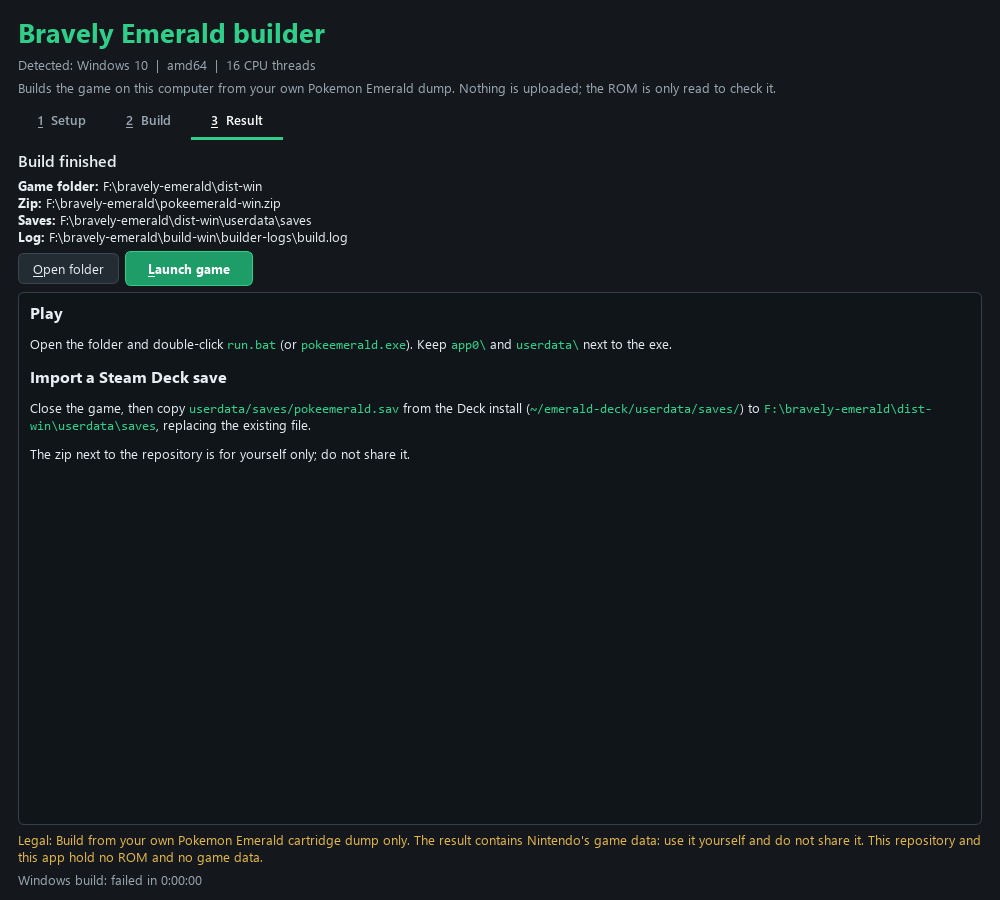 Bravely Emerald builder
Detected: Windows 10 | amd64 | 16 CPU threads
Builds the game on this computer from your own Pokemon Emerald dump. Nothing is uploaded; the ROM is only read to check it.
1 Setup 2 Build 3 Result
Build finished
Game folder: F:\bravely-emerald\dist-win
Zip: F:\bravely-emerald\pokeemerald-win.zip
Saves: F:\bravely-emerald\dist-win\userdata\saves
Log: F:\bravely-emerald\build-win\builder-logs\build.log
Open folder Launch game
Play
Open the folder and double-click run.bat (or pokeemerald.exe). Keep app0\ and userdata\ next to the exe.
Import a Steam Deck save
Close the game, then copy userdata/saves/pokeemerald.sav from the Deck install (~/emerald-deck/userdata/saves/) to F:\bravely-emerald\dist-
win\userdata\saves, replacing the existing file.
The zip next to the repository is for yourself only; do not share it.
Legal: Build from your own Pokemon Emerald cartridge dump only. The result contains Nintendo's game data: use it yourself and do not share it. This repository and
this app hold no ROM and no game data.
Windows build: failed in 0:00:00